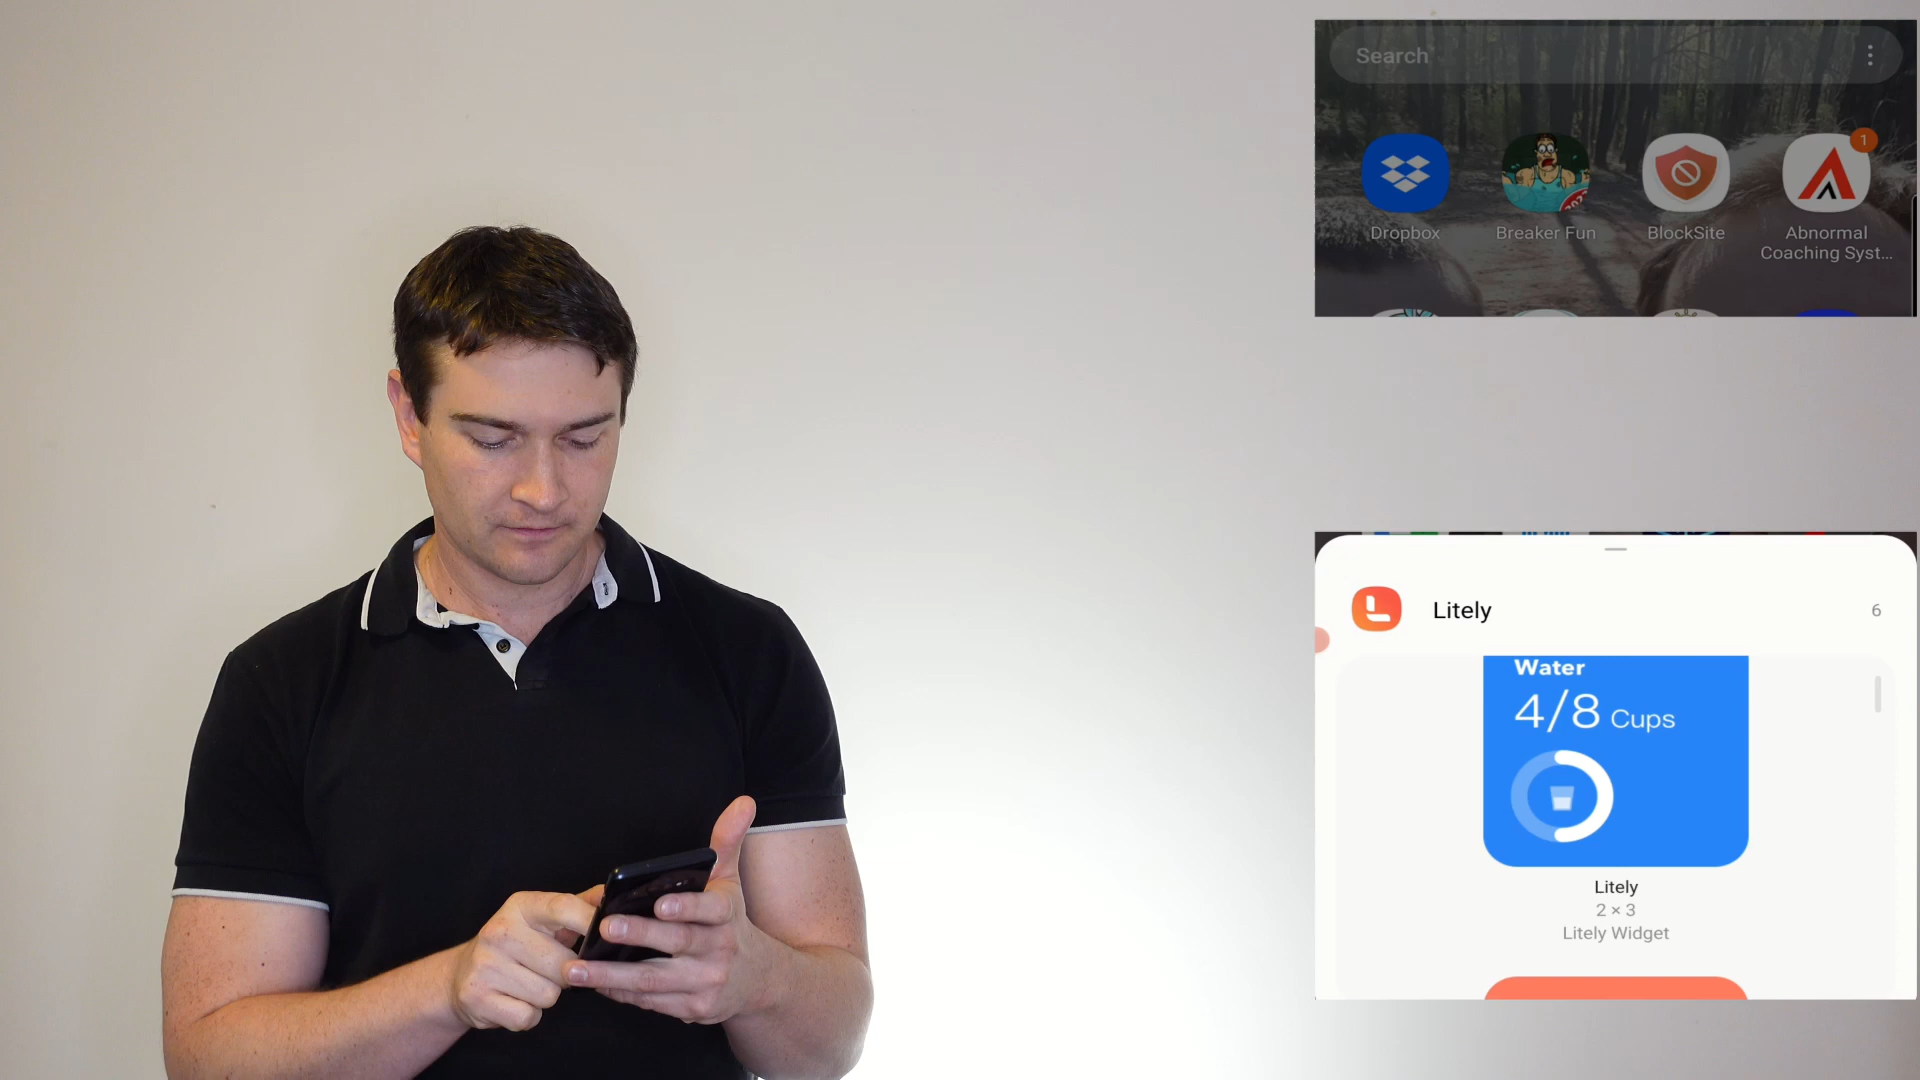 Search
1
Dropbox
Breaker Fun
BlockSite
Abnormal
Coaching Syst...
Litely
6
Water
4/8 Cups
Litely
2 × 3
Litely Widget